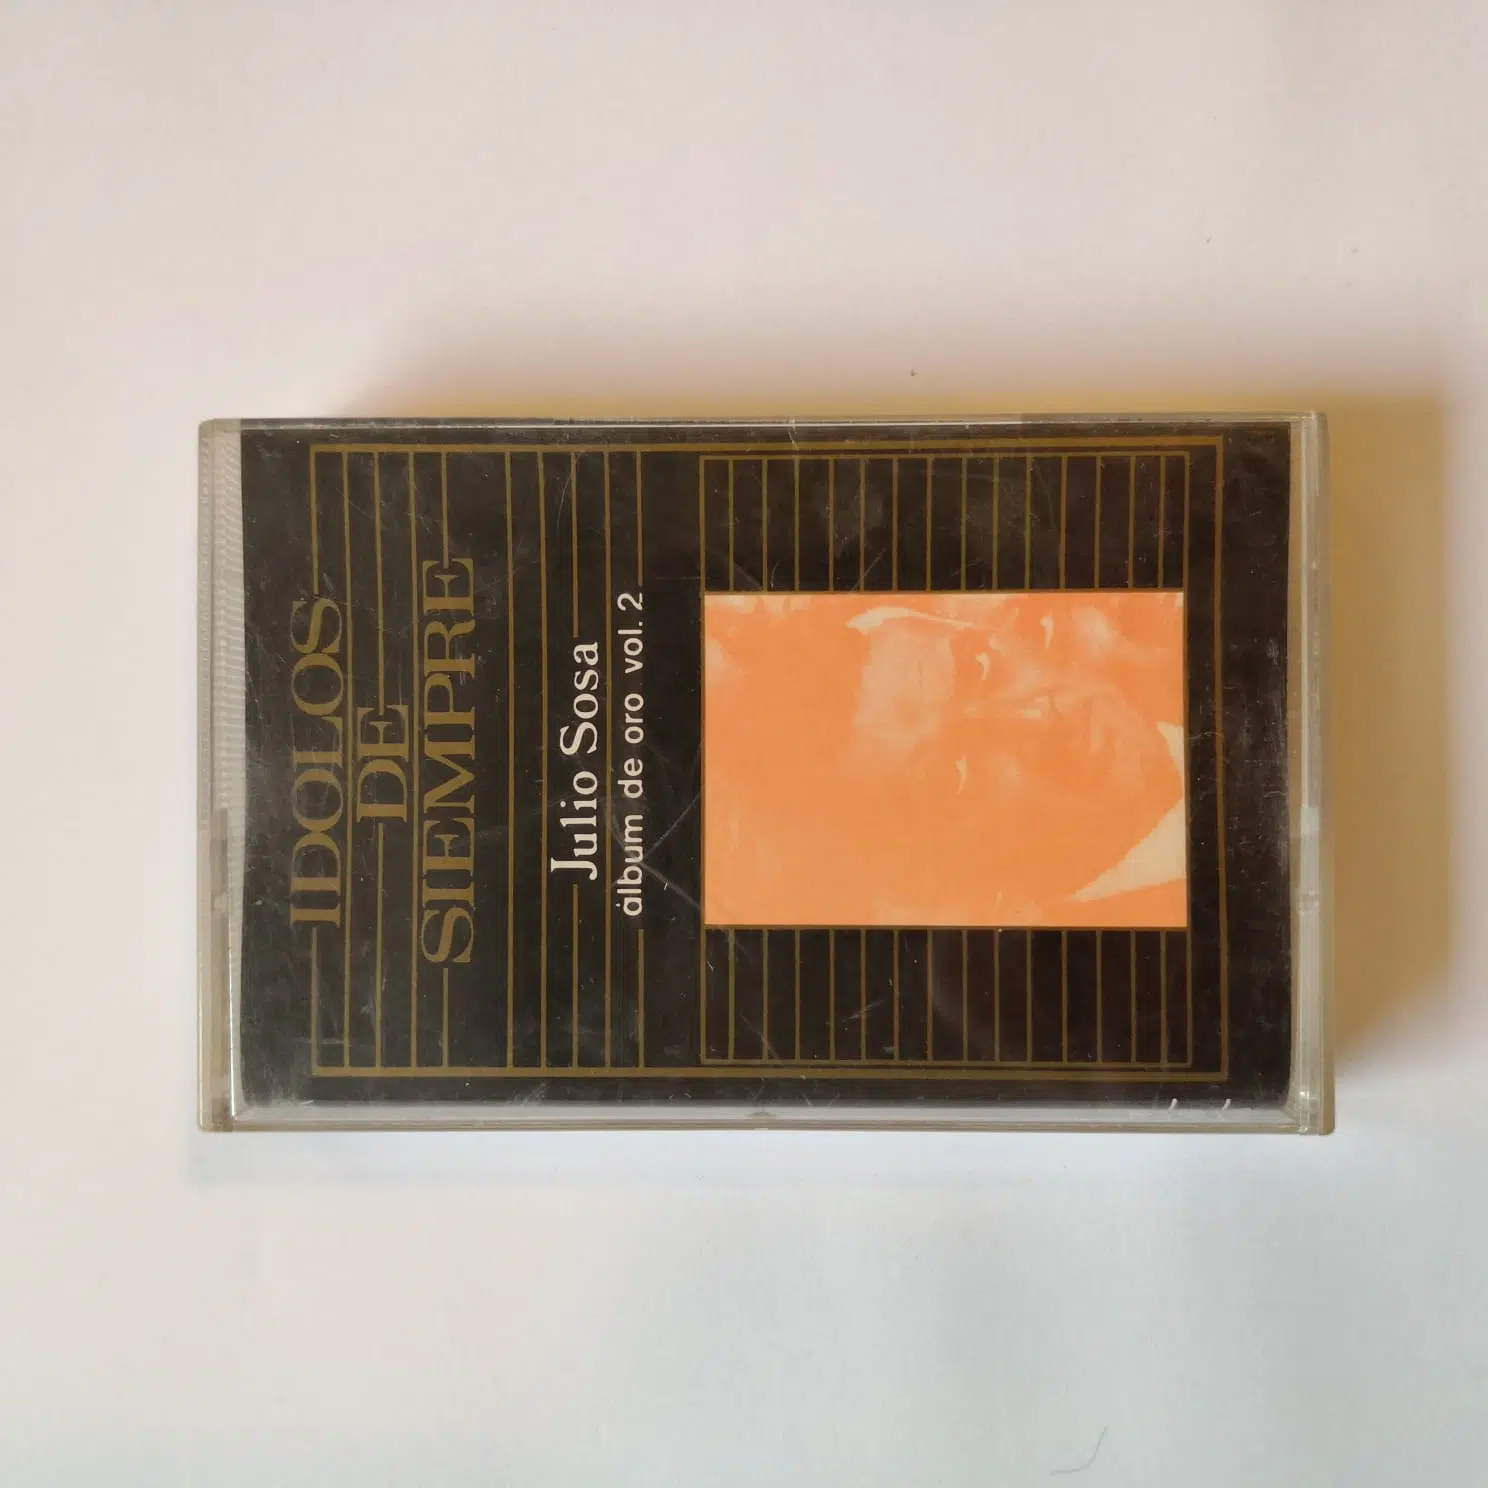 IDOLOS
DE
SIEMPRE
Julio Sosa
álbum de oro vol. 2